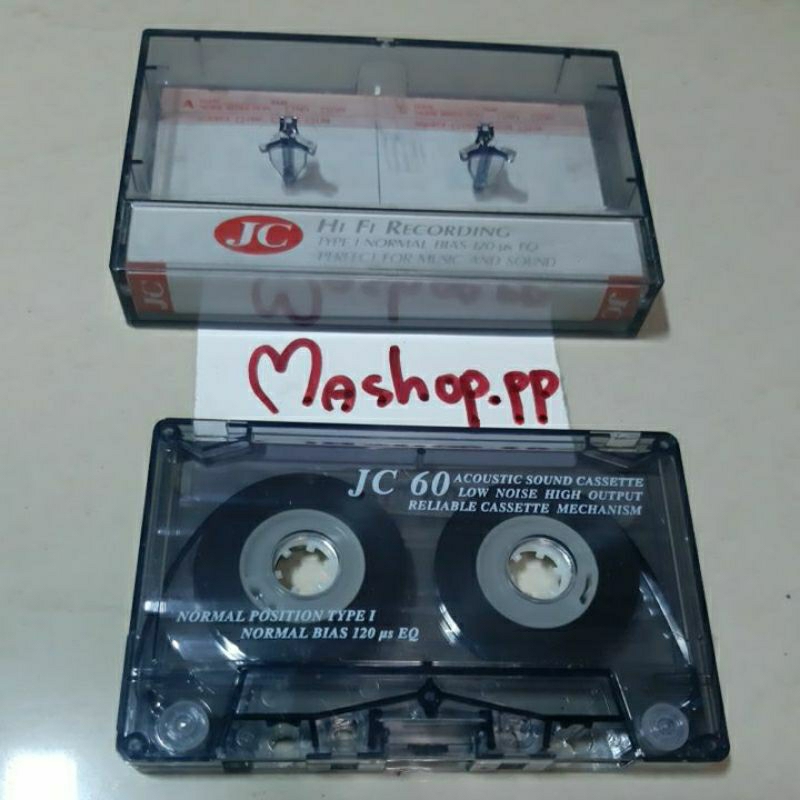 A
JC
HI FI RECORDING
TYPE I NORMAL BIAS 120 µs EQ
PERFECT FOR MUSIC AND SOUND
JC
JC
Mashop.pp
JC 60
ACOUSTIC SOUND CASSETTE
LOW NOISE HIGH OUTPUT
RELIABLE CASSETTE MECHANISM
NORMAL POSITION TYPE I
NORMAL BIAS 120 µs EQ